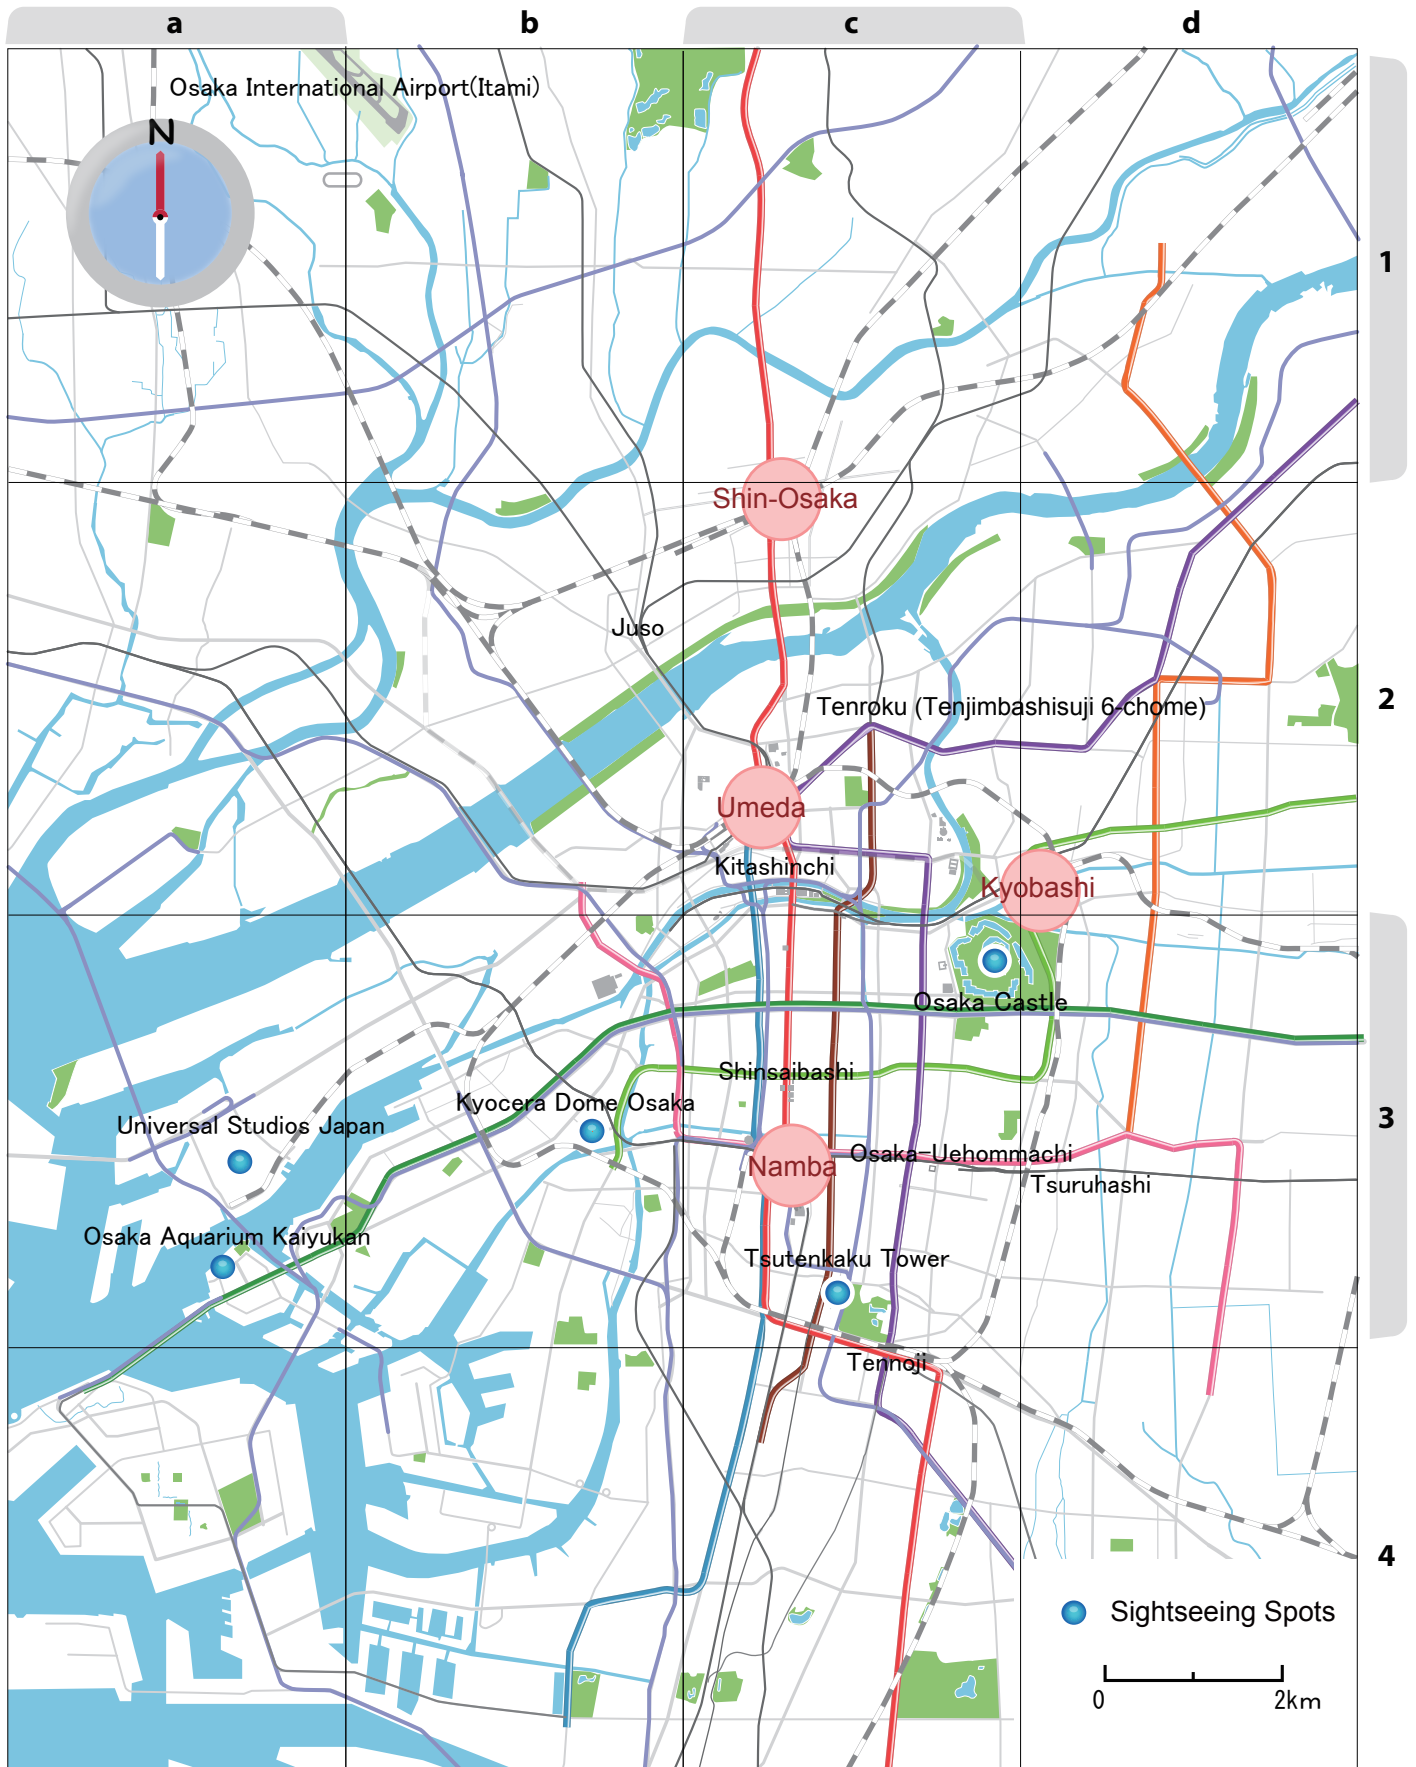 a b c d
Osaka International Airport(Itami)
N
1
Shin-Osaka
Juso
Tenroku (Tenjimbashisuji 6-chome)
2
Umeda
Kitashinchi
Kyobashi
Osaka Castle
Shinsaibashi
Kyocera Dome Osaka
Universal Studios Japan
3
Osaka-Uehommachi
Namba
Tsuruhashi
Osaka Aquarium Kaiyukan
Tsutenkaku Tower
Tennoji
4
Sightseeing Spots
0 2km